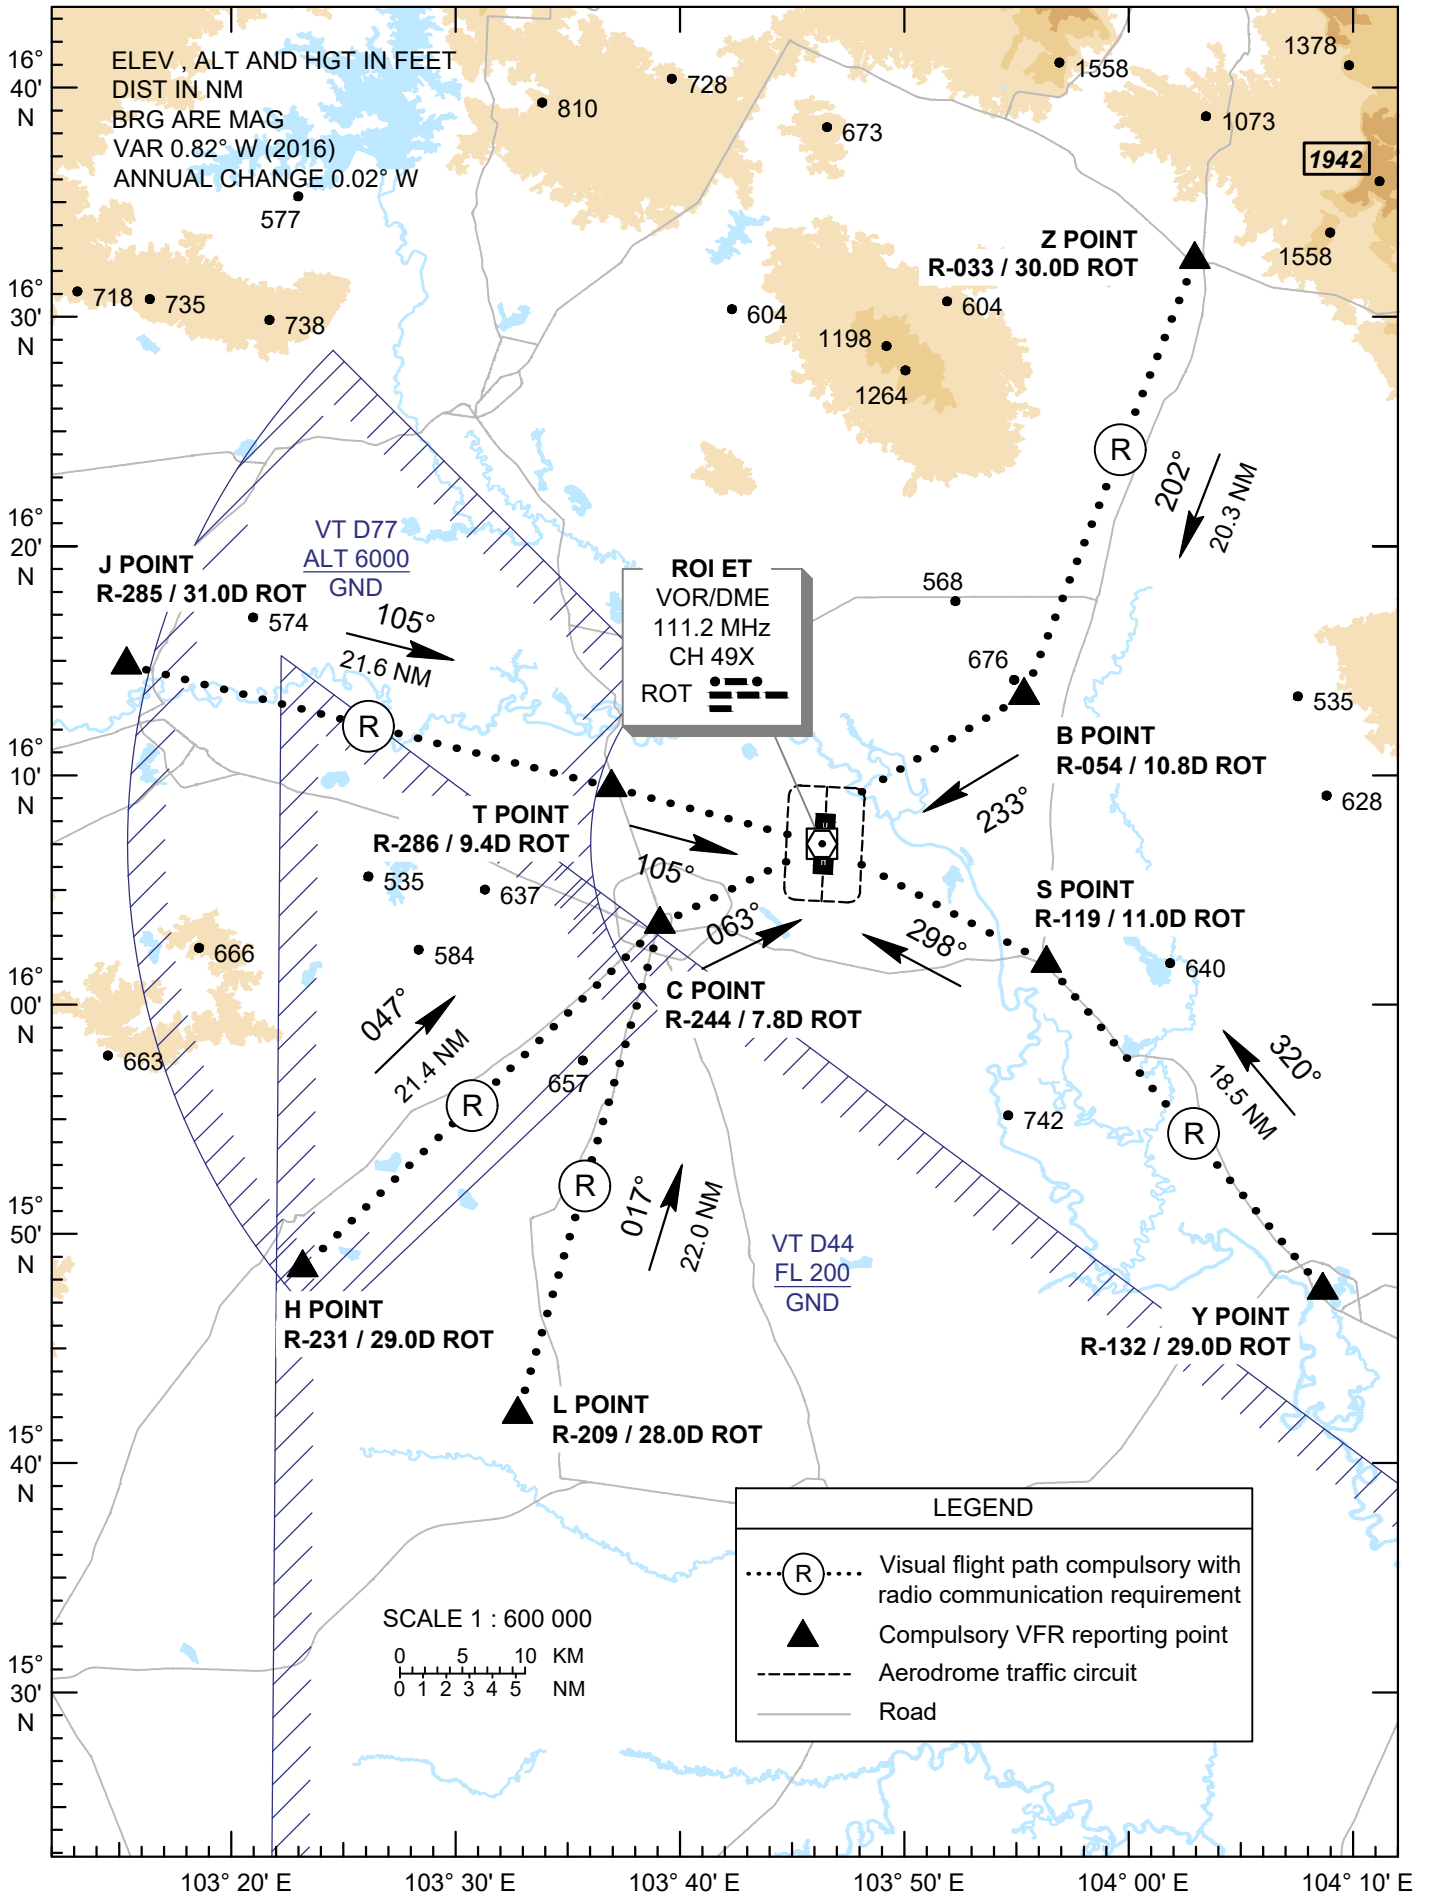 ELEV , ALT AND HGT IN FEET
DIST IN NM
BRG ARE MAG
VAR 0.82° W (2016)
ANNUAL CHANGE 0.02° W
16°
40'
N
577
810
728
673
1558
1378
1073
1942
1558
Z POINT
R-033 / 30.0D ROT
16°
30'
N
718
735
738
604
604
1198
1264
202°
20.3 NM
16°
20'
N
VT D77
ALT 6000
GND
J POINT
R-285 / 31.0D ROT
574
105°
21.6 NM
ROI ET
VOR/DME
111.2 MHz
CH 49X
ROT
568
676
535
B POINT
R-054 / 10.8D ROT
233°
628
16°
10'
N
T POINT
R-286 / 9.4D ROT
105°
535
637
063°
298°
S POINT
R-119 / 11.0D ROT
640
666
584
16°
00'
N
C POINT
R-244 / 7.8D ROT
047°
21.4 NM
663
657
742
320°
18.5 NM
R
R
R
R
R
017°
22.0 NM
15°
50'
N
VT D44
FL 200
GND
H POINT
R-231 / 29.0D ROT
Y POINT
R-132 / 29.0D ROT
L POINT
R-209 / 28.0D ROT
15°
40'
N
LEGEND
R
Visual flight path compulsory with
radio communication requirement
Compulsory VFR reporting point
Aerodrome traffic circuit
Road
SCALE 1 : 600 000
0 5 10 KM
0 1 2 3 4 5 NM
15°
30'
N
103° 20' E
103° 30' E
103° 40' E
103° 50' E
104° 00' E
104° 10' E